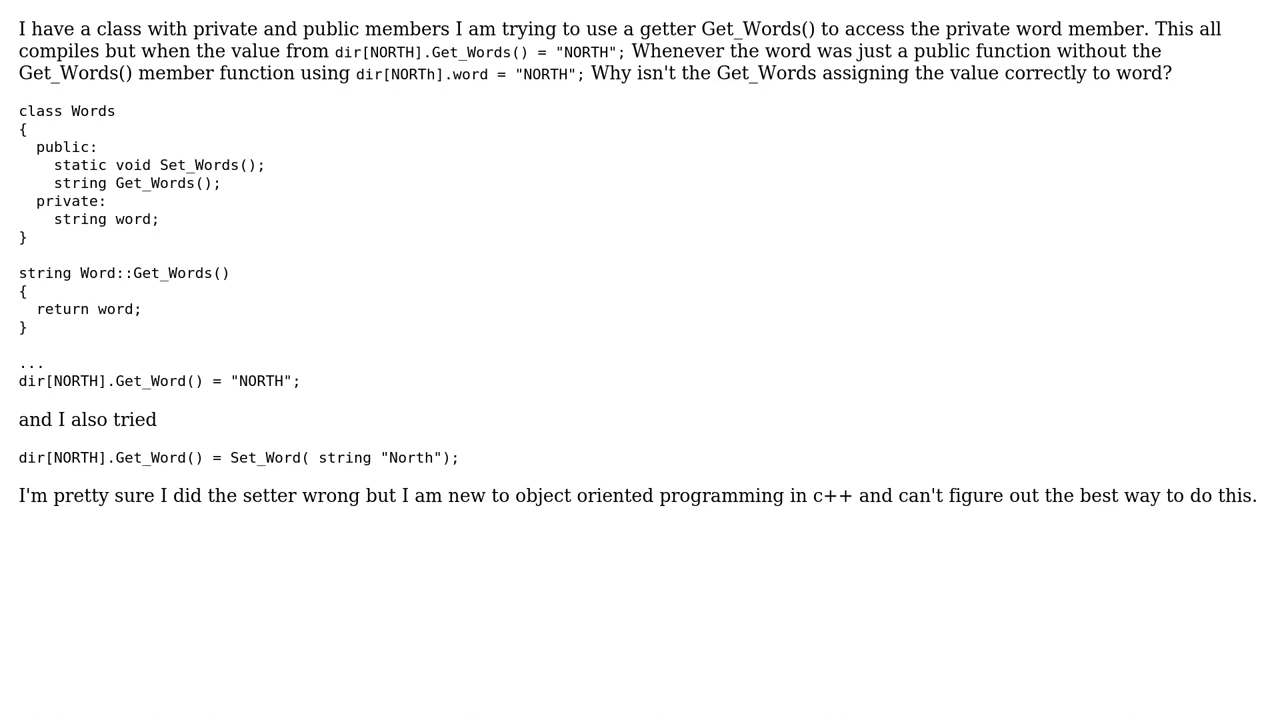 I have a class with private and public members I am trying to use a getter Get_Words() to access the private word member. This all
compiles but when the value from dir[NORTH].Get_Words() = "NORTH"; Whenever the word was just a public function without the
Get_Words() member function using dir[NORTh].word = "NORTH"; Why isn't the Get_Words assigning the value correctly to word?
class Words
{
  public:
    static void Set_Words();
    string Get_Words();
  private:
    string word;
}
string Word::Get_Words()
{
  return word;
}
...
dir[NORTH].Get_Word() = "NORTH";
and I also tried
dir[NORTH].Get_Word() = Set_Word( string "North");
I'm pretty sure I did the setter wrong but I am new to object oriented programming in c++ and can't figure out the best way to do this.